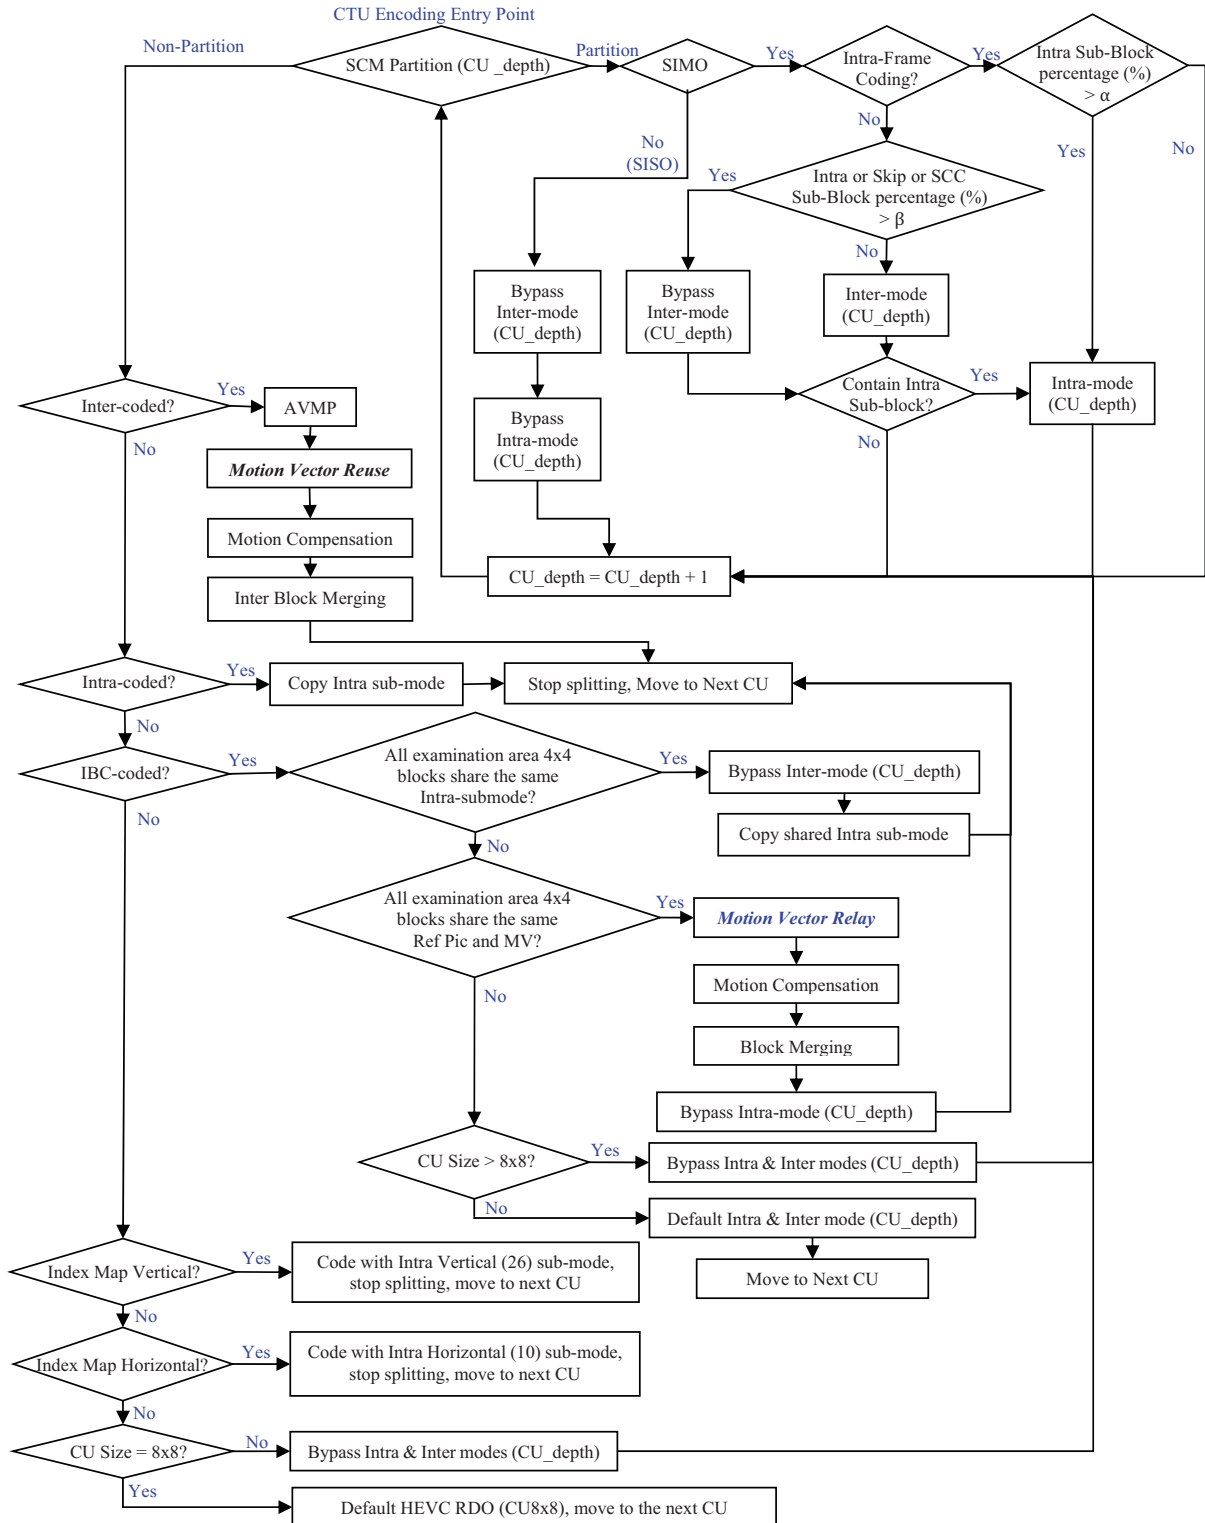 CTU Encoding Entry Point
Non-Partition
SCM Partition (CU _depth)
Partition
SIMO
Yes
Intra-Frame
Coding?
Yes
Intra Sub-Block
percentage (%)
> α
No
No
(SISO)
Yes
No
Yes
Intra or Skip or SCC
Sub-Block percentage (%)
> β
No
Bypass
Inter-mode
(CU_depth)
Bypass
Inter-mode
(CU_depth)
Inter-mode
(CU_depth)
Bypass
Intra-mode
(CU_depth)
Contain Intra
Sub-block?
Yes
Intra-mode
(CU_depth)
No
Inter-coded?
Yes
AVMP
No
Motion Vector Reuse
Motion Compensation
Inter Block Merging
CU_depth = CU_depth + 1
Intra-coded?
Yes
Copy Intra sub-mode
Stop splitting, Move to Next CU
No
IBC-coded?
Yes
All examination area 4x4
blocks share the same
Intra-submode?
Yes
Bypass Inter-mode (CU_depth)
Copy shared Intra sub-mode
No
No
All examination area 4x4
blocks share the same
Ref Pic and MV?
Yes
Motion Vector Relay
Motion Compensation
Block Merging
Bypass Intra-mode (CU_depth)
No
CU Size > 8x8?
Yes
Bypass Intra & Inter modes (CU_depth)
No
Default Intra & Inter mode (CU_depth)
Move to Next CU
Index Map Vertical?
Yes
Code with Intra Vertical (26) sub-mode,
stop splitting, move to next CU
No
Index Map Horizontal?
Yes
Code with Intra Horizontal (10) sub-mode,
stop splitting, move to next CU
No
CU Size = 8x8?
No
Bypass Intra & Inter modes (CU_depth)
Yes
Default HEVC RDO (CU8x8), move to the next CU